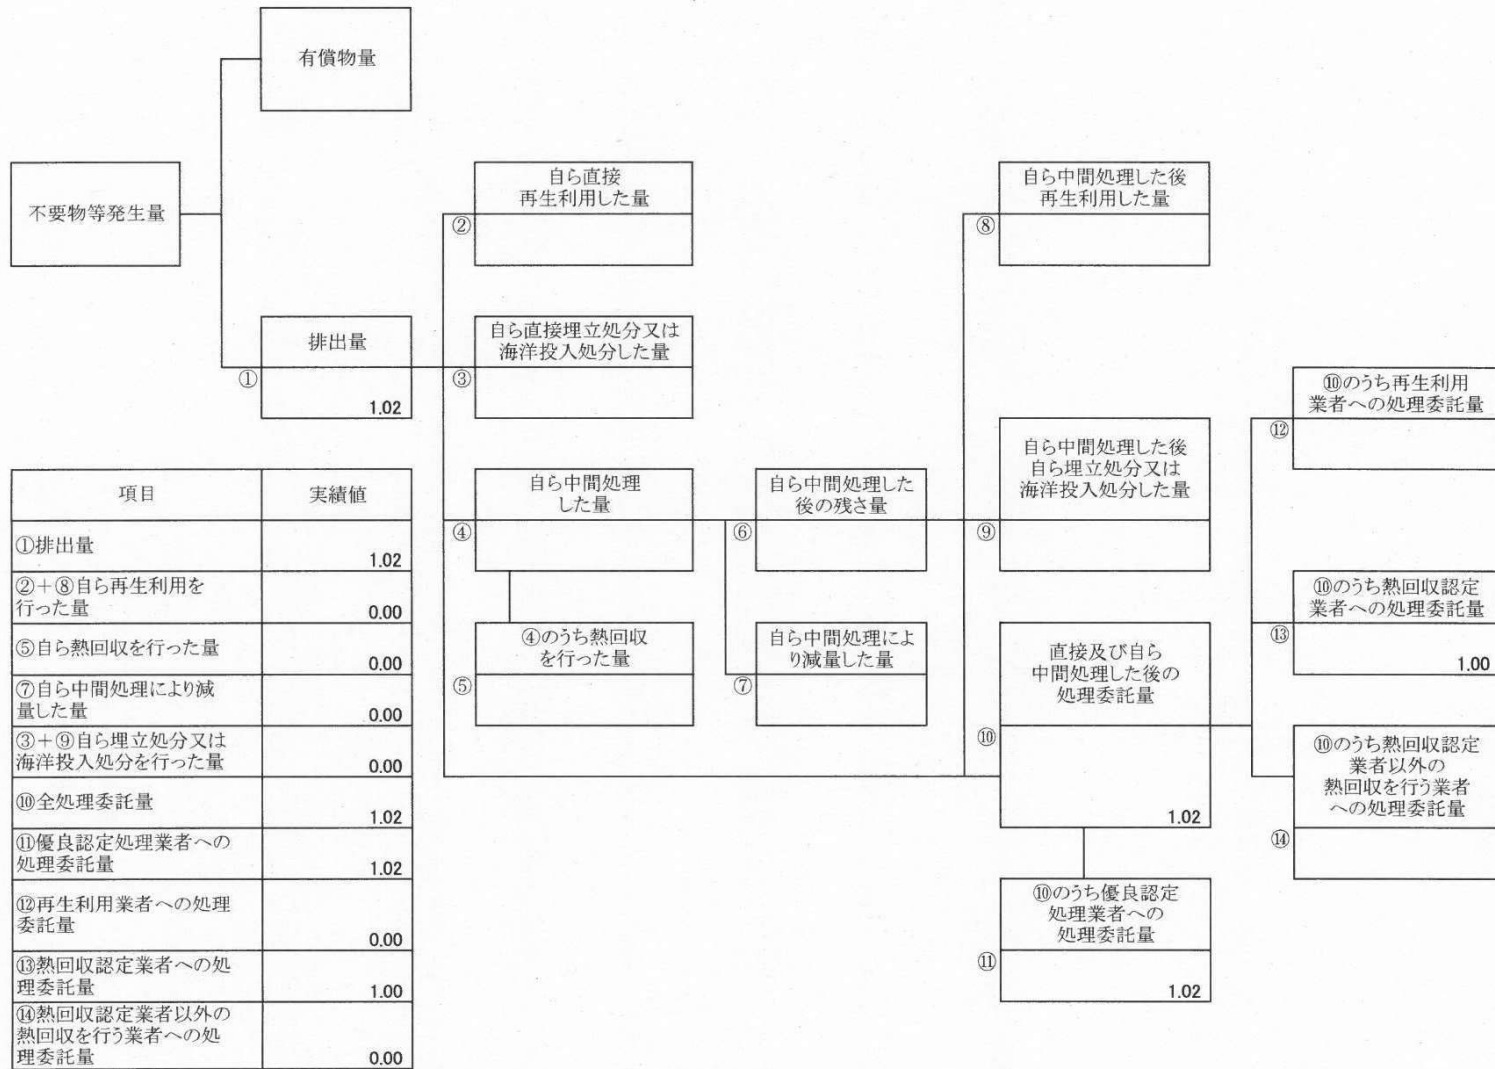 有償物量
不要物等発生量
自ら直接
再生利用した量
②
自ら中間処理した後
再生利用した量
⑧
排出量
①
1.02
自ら直接埋立処分又は
海洋投入処分した量
③
⑩のうち再生利用
業者への処理委託量
⑫
自ら中間処理した後
自ら埋立処分又は
海洋投入処分した量
⑨
自ら中間処理
した量
④
自ら中間処理した
後の残さ量
⑥
⑩のうち熱回収認定
業者への処理委託量
⑬
1.00
④のうち熱回収
を行った量
⑤
自ら中間処理によ
り減量した量
⑦
直接及び自ら
中間処理した後の
処理委託量
⑩
1.02
⑩のうち熱回収認定
業者以外の
熱回収を行う業者
への処理委託量
⑭
⑩のうち優良認定
処理業者への
処理委託量
⑪
1.02
項目 実績値
①排出量
1.02
②+⑧自ら再生利用を
行った量
0.00
⑤自ら熱回収を行った量
0.00
⑦自ら中間処理により減
量した量
0.00
③+⑨自ら埋立処分又は
海洋投入処分を行った量
0.00
⑩全処理委託量
1.02
⑪優良認定処理業者への
処理委託量
1.02
⑫再生利用業者への処理
委託量
0.00
⑬熱回収認定業者への処
理委託量
1.00
⑭熱回収認定業者以外の
熱回収を行う業者への処
理委託量
0.00